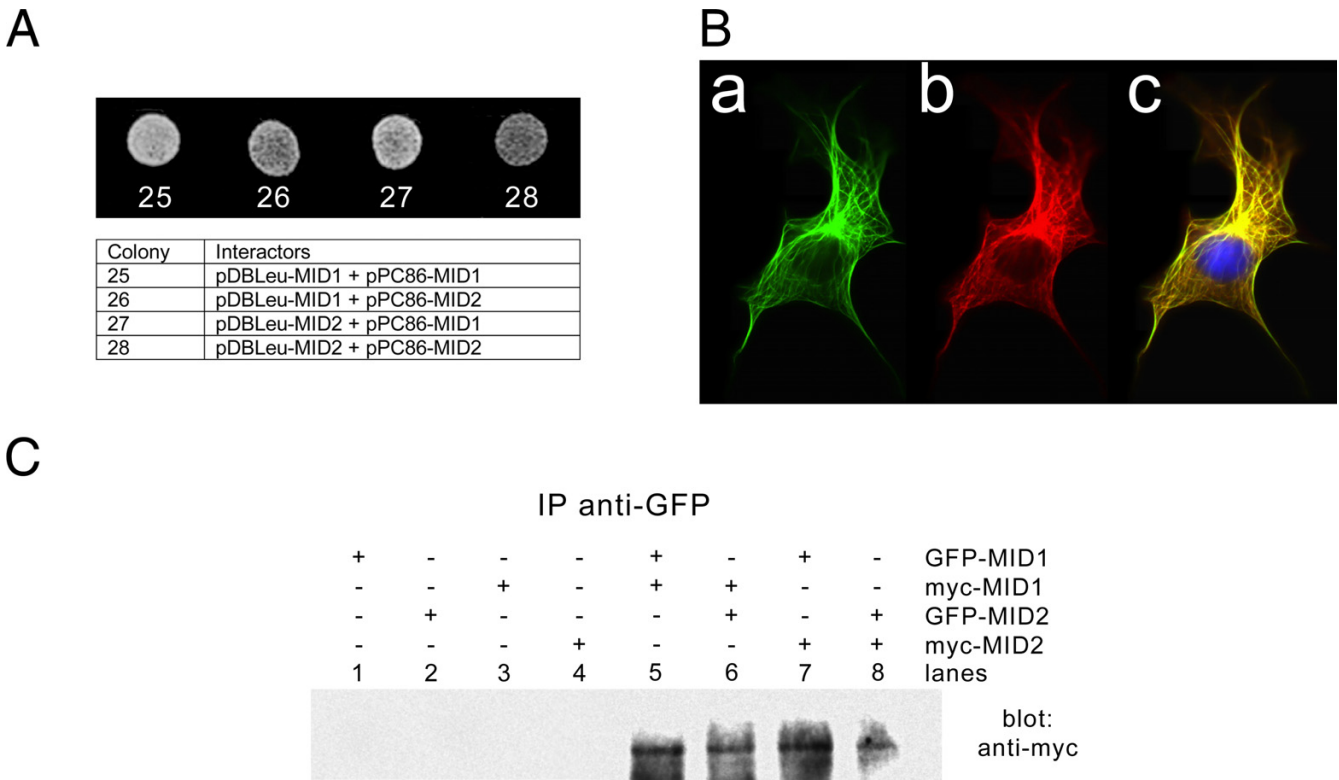 A
25 26 27 28
Colony Interactors
25 pDBLeu-MID1 + pPC86-MID1
26 pDBLeu-MID1 + pPC86-MID2
27 pDBLeu-MID2 + pPC86-MID1
28 pDBLeu-MID2 + pPC86-MID2
B
a b c
C
IP anti-GFP
+ - - - + - + - GFP-MID1
- - + - + + - - myc-MID1
- + - - - + - + GFP-MID2
- - - + - - + + myc-MID2
1 2 3 4 5 6 7 8 lanes
blot:
anti-myc